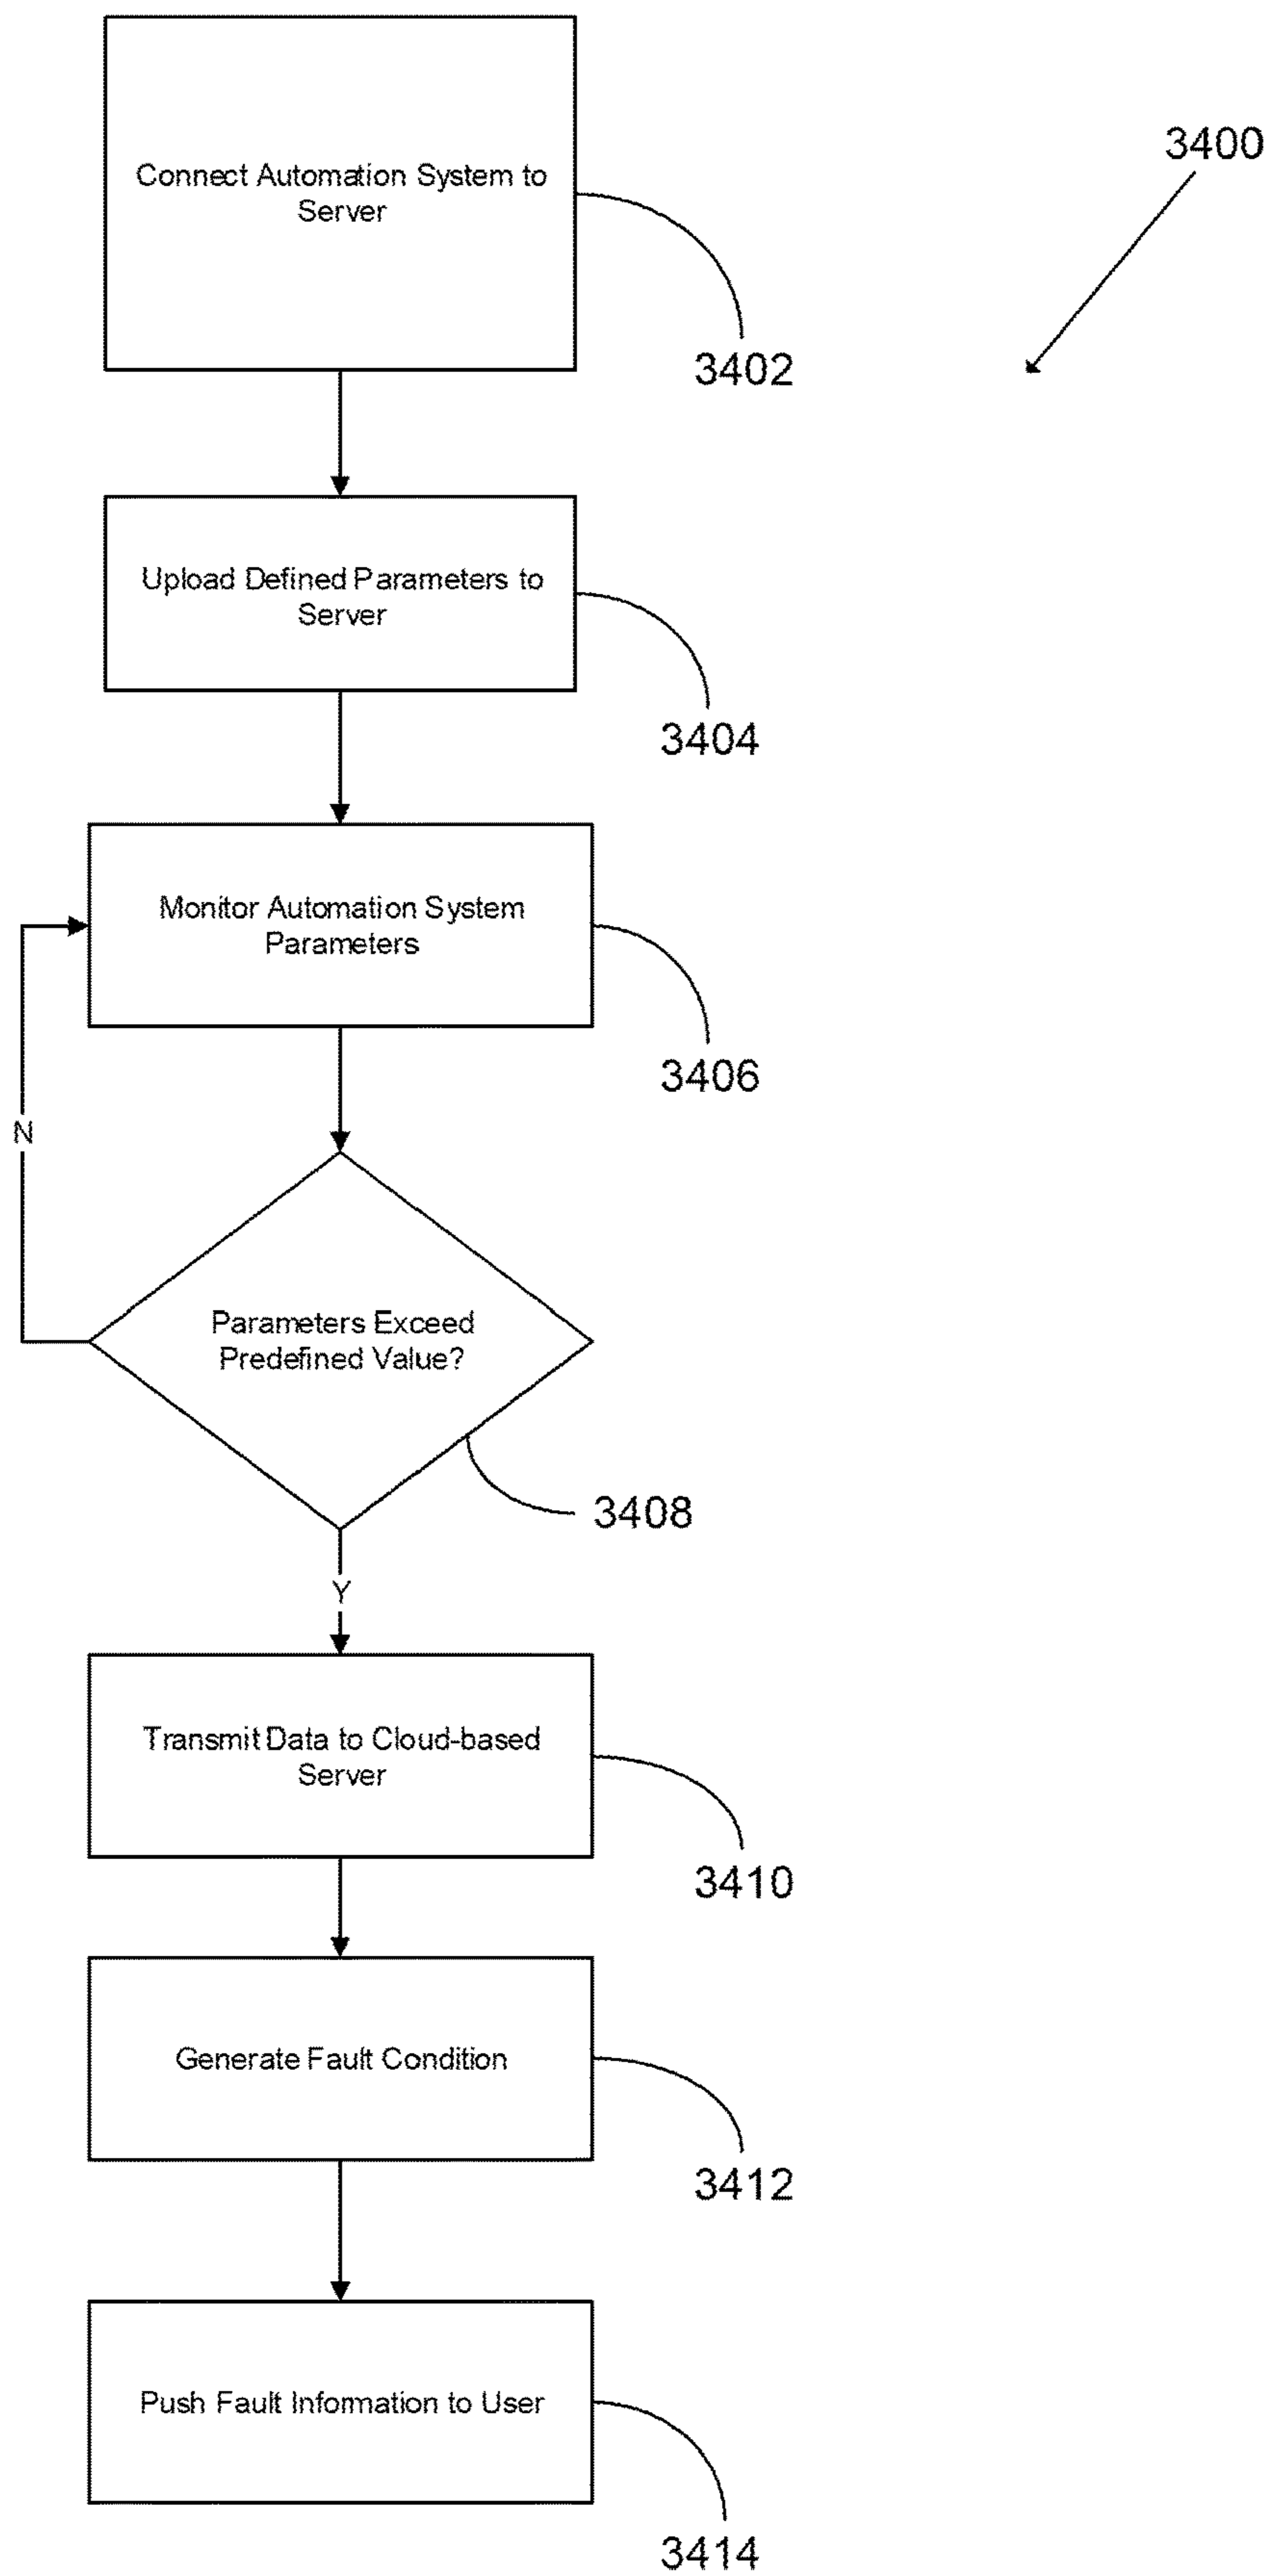 3400
Connect Automation System to
Server
3402
Upload Defined Parameters to
Server
3404
Monitor Automation System
Parameters
3406
N
Parameters Exceed
Predefined Value?
3408
Y
Transmit Data to Cloud-based
Server
3410
Generate Fault Condition
3412
Push Fault Information to User
3414